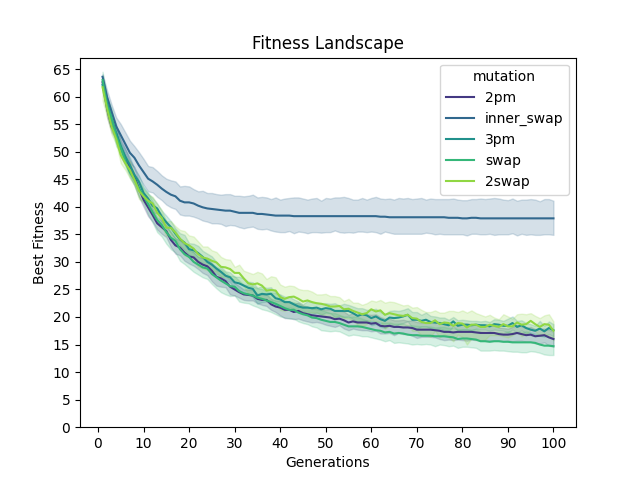 Fitness Landscape
65
60
55
50
45
40
35
30
25
20
15
10
5
0
Best Fitness
mutation
2pm
inner_swap
3pm
swap
2swap
0 10 20 30 40 50 60 70 80 90 100
Generations